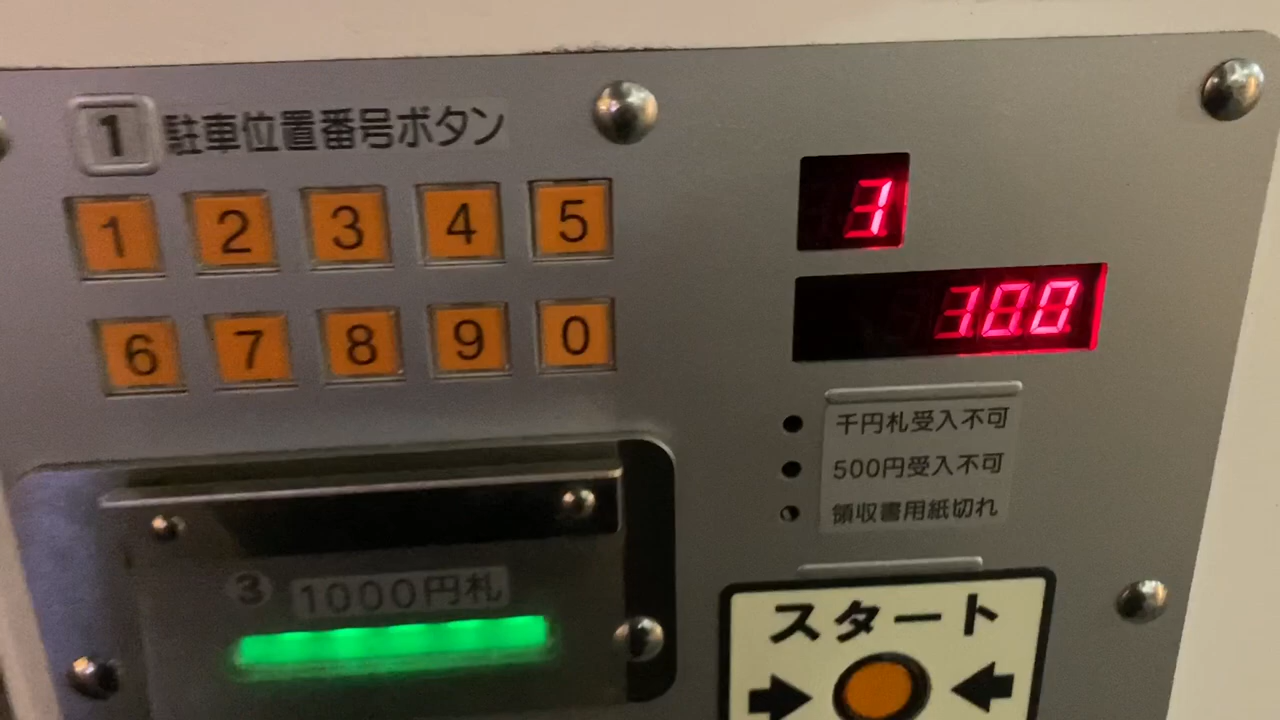 1 駐車位置番号ボタン
1 2 3 4 5
6 7 8 9 0
千円札受入不可
500円受入不可
領収書用紙切れ
③ 1000円札
スタート